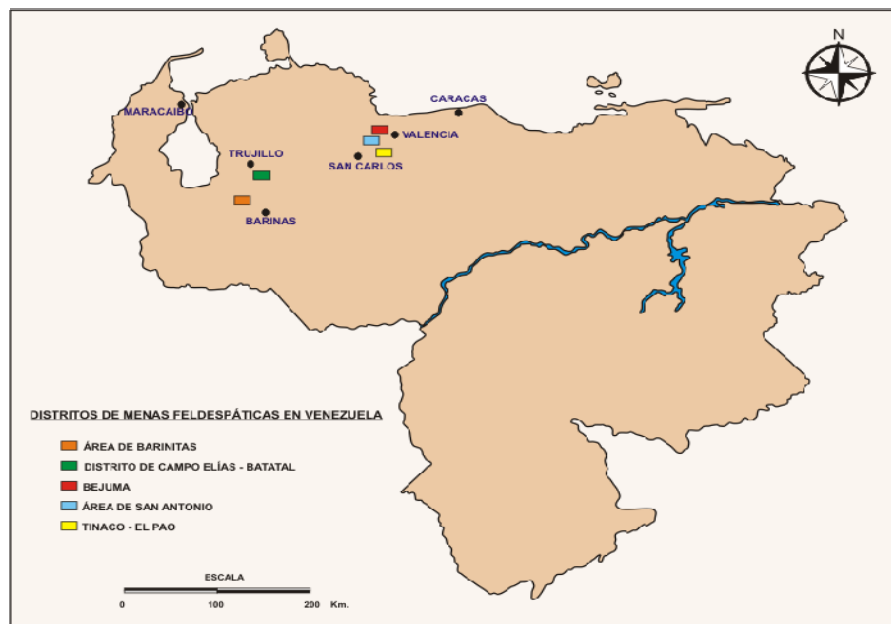 N
CARACAS
MARACAIBO
VALENCIA
TRUJILLO
SAN CARLOS
BARINAS
DISTRITOS DE MENAS FELDESPÁTICAS EN VENEZUELA
ÁREA DE BARINITAS
DISTRITO DE CAMPO ELÍAS - BATATAL
BEJUMA
ÁREA DE SAN ANTONIO
TINACO - EL PAO
ESCALA
0 100 200 Km.